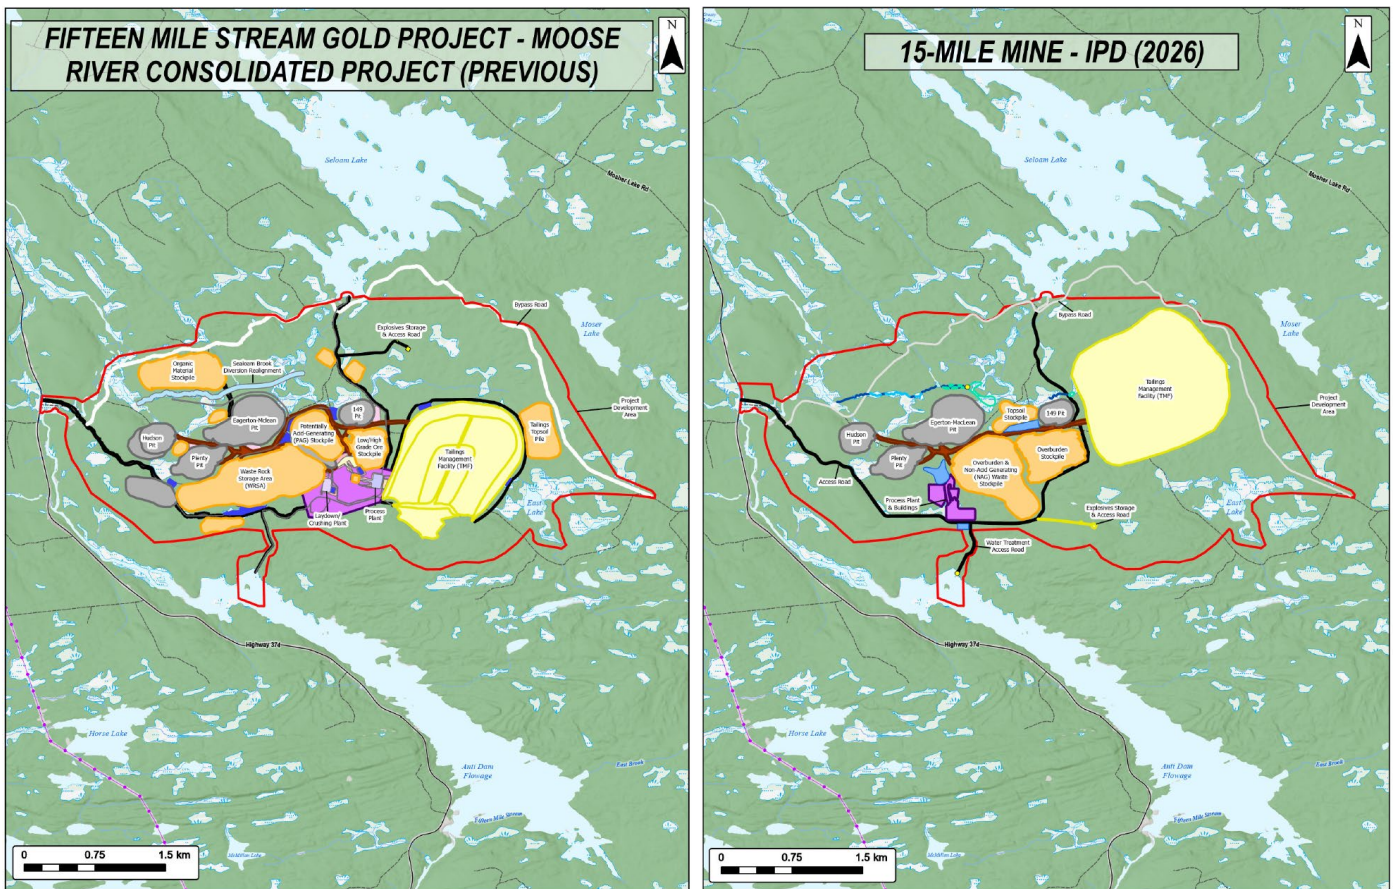 FIFTEEN MILE STREAM GOLD PROJECT - MOOSE
RIVER CONSOLIDATED PROJECT (PREVIOUS)
N
Seloam Lake
Mosher Lake Rd
Bypass Road
Moser
Lake
Explosives Storage
& Access Road
Organic
Material
Stockpile
Sealoem Brook
Diversion Realignment
Project
Development
Area
Eagerton-Mclean
Pit
149
Pit
Hudson
Pit
Potentially
Acid-Generating
(PAG) Stockpile
Low/High
Grade Ore
Stockpile
Tailings
Topsoil
Pile
Plenty
Pit
Tailings
Management
Facility (TMF)
Waste Rock
Storage Area
(WRSA)
Laydown/
Crushing Plant
Process
Plant
East
Lake
Highway 374
Horse Lake
Anti Dam
Flowage
East Brook
Fifteen Mile Stream
McMillan Lake
0
0.75
1.5 km
15-MILE MINE - IPD (2026)
N
Seloam Lake
Mosher Lake Rd
Bypass Road
Moser
Lake
Tailings
Management
Facility (TMF)
Project
Development
Area
Egerton-MacLean
Pit
Topsoil
Stockpile
149 Pit
Hudson
Pit
Plenty
Pit
Overburden
Stockpile
Overburden &
Non-Acid Generating
(NAG) Waste
Stockpile
Access Road
Process Plant
& Buildings
Explosives Storage
& Access Road
East
Lake
Water Treatment
Access Road
Highway 374
Horse Lake
Anti Dam
Flowage
East Brook
Fifteen Mile Stream
McMillan Lake
0
0.75
1.5 km